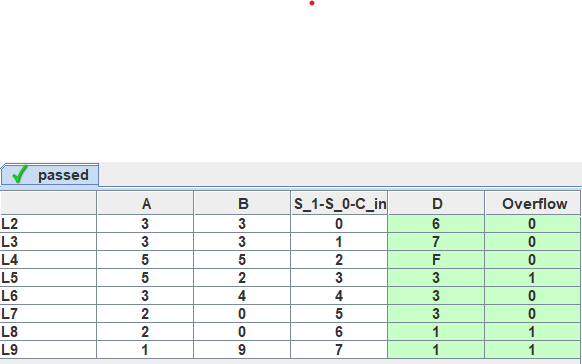 passed
A B S_1-S_0-C_in D Overflow
L2 3 3 0 6 0
L3 3 3 1 7 0
L4 5 5 2 F 0
L5 5 2 3 3 1
L6 3 4 4 3 0
L7 2 0 5 3 0
L8 2 0 6 1 1
L9 1 9 7 1 1